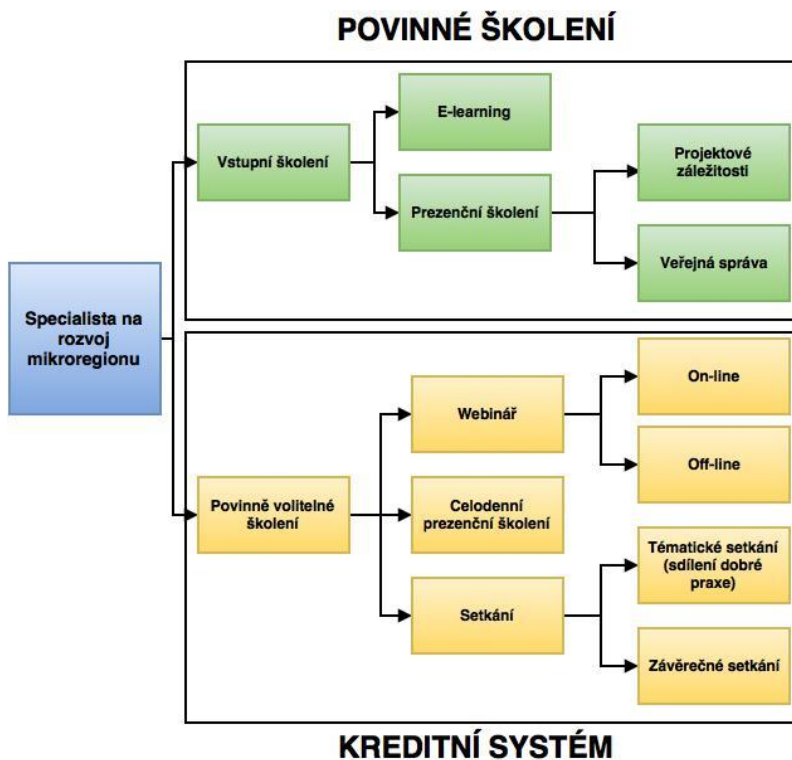 POVINNÉ ŠKOLENÍ
E-learning
Vstupní školení
Projektové
záležitosti
Prezenční školení
Veřejná správa
Specialista na
rozvoj
mikroregionu
On-line
Webinář
Off-line
Povinně volitelné
školení
Celodenní
prezenční školení
Tématické setkání
(sdílení dobré
praxe)
Setkání
Závěrečné setkání
KREDITNÍ SYSTÉM